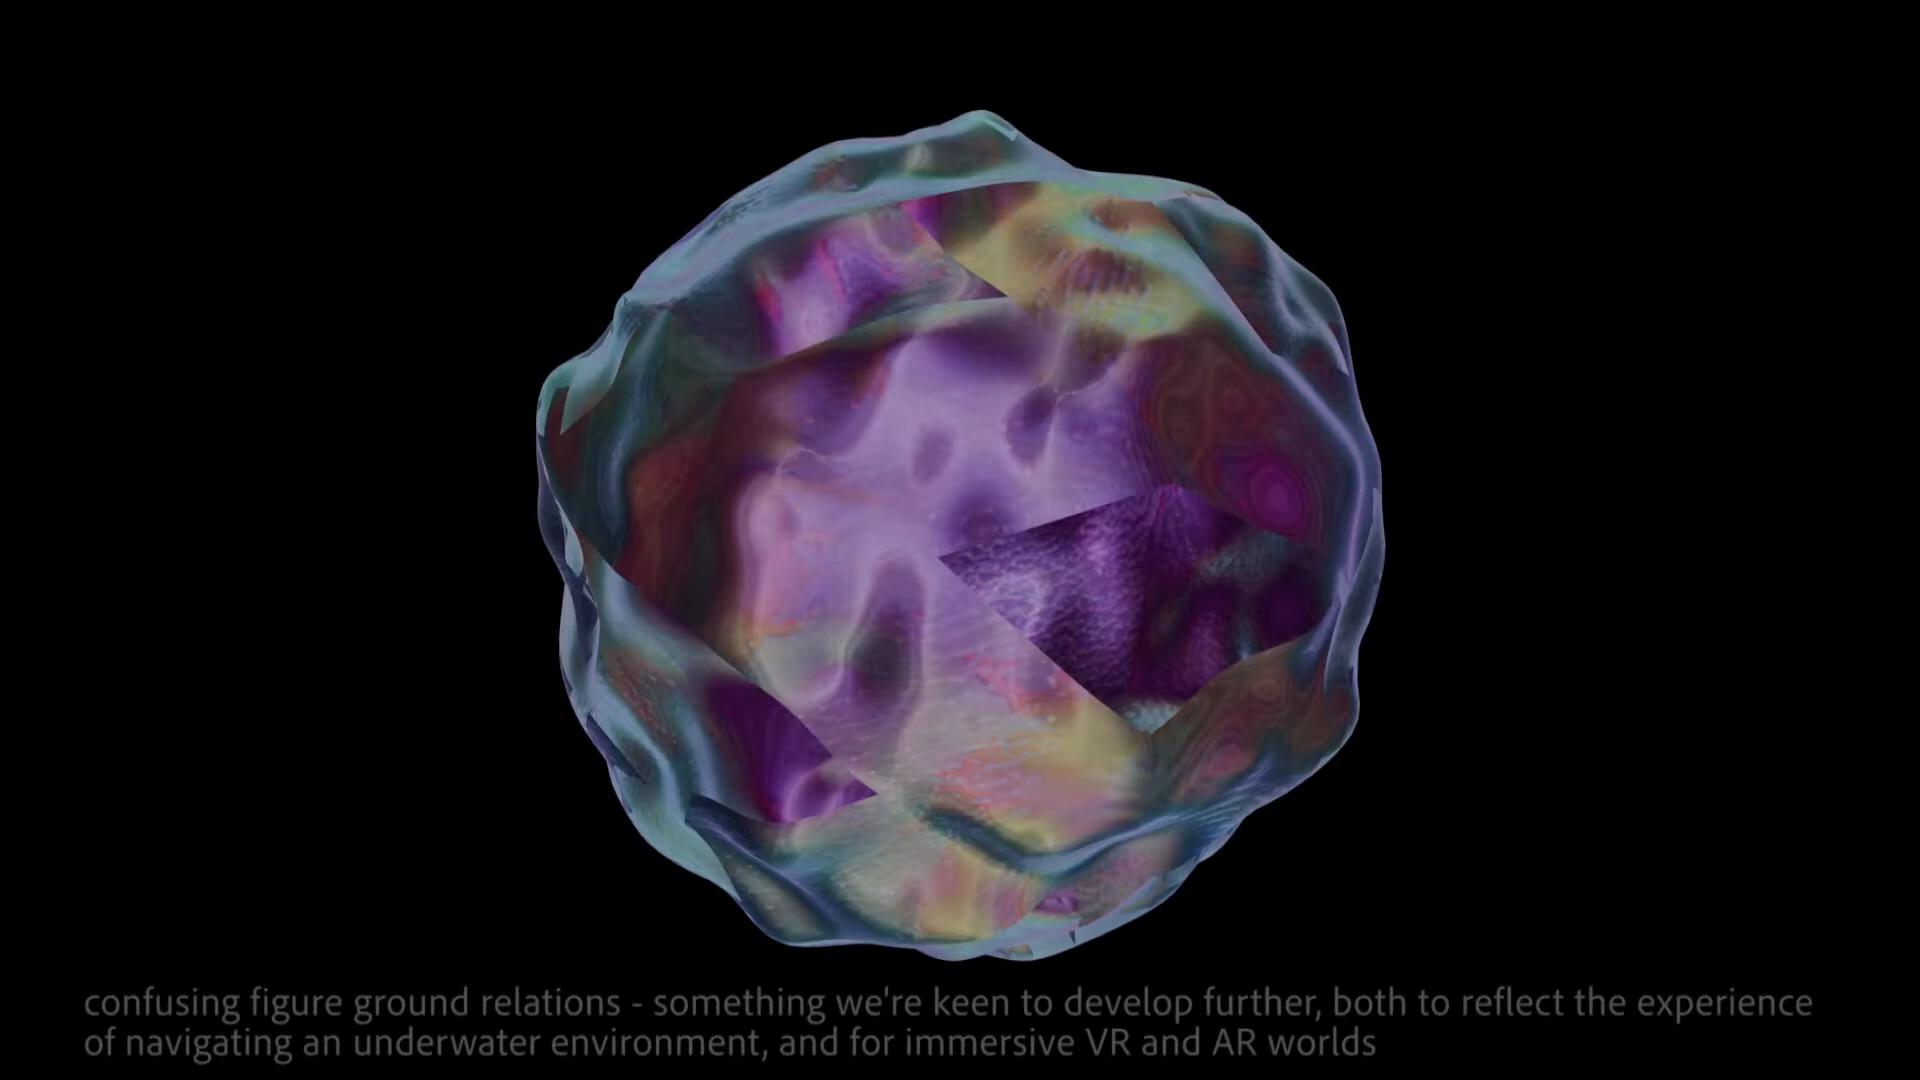 confusing figure ground relations - something we're keen to develop further, both to reflect the experience
of navigating an underwater environment, and for immersive VR and AR worlds